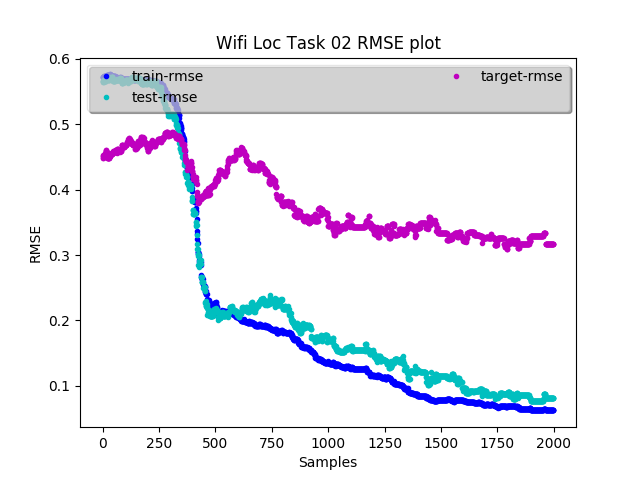 Wifi Loc Task 02 RMSE plot
train-rmse
test-rmse
target-rmse
RMSE
0.6
0.5
0.4
0.3
0.2
0.1
0 250 500 750 1000 1250 1500 1750 2000
Samples